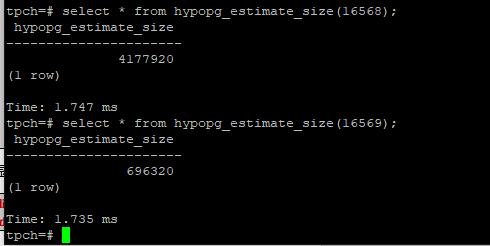 tpch=# select * from hypopg_estimate_size(16568);
hypopg_estimate_size
----------------------
4177920
(1 row)
Time: 1.747 ms
tpch=# select * from hypopg_estimate_size(16569);
hypopg_estimate_size
----------------------
696320
(1 row)
Time: 1.735 ms
tpch=#